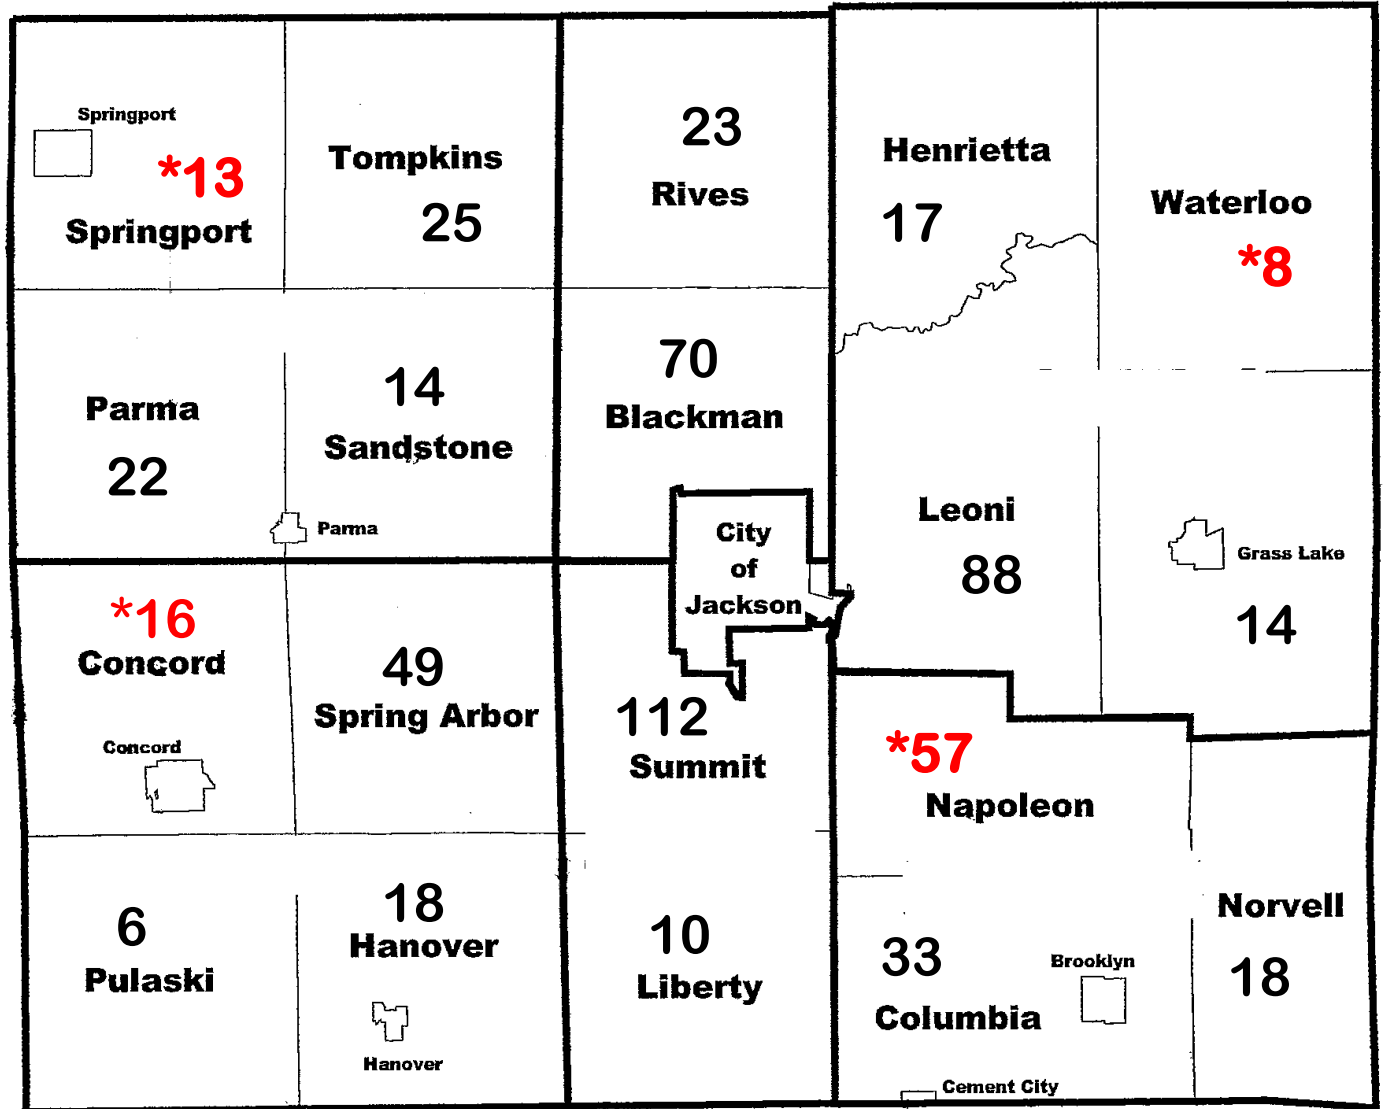 Springport
*13
Springport
Tompkins
25
23
Rives
Henrietta
17
Waterloo
*8
Parma
22
14
Sandstone
Parma
70
Blackman
City
of
Jackson
Leoni
88
Grass Lake
14
*16
Concord
Concord
49
Spring Arbor
112
Summit
*57
Napoleon
6
Pulaski
18
Hanover
Hanover
10
Liberty
33
Columbia
Brooklyn
Cement City
Norvell
18